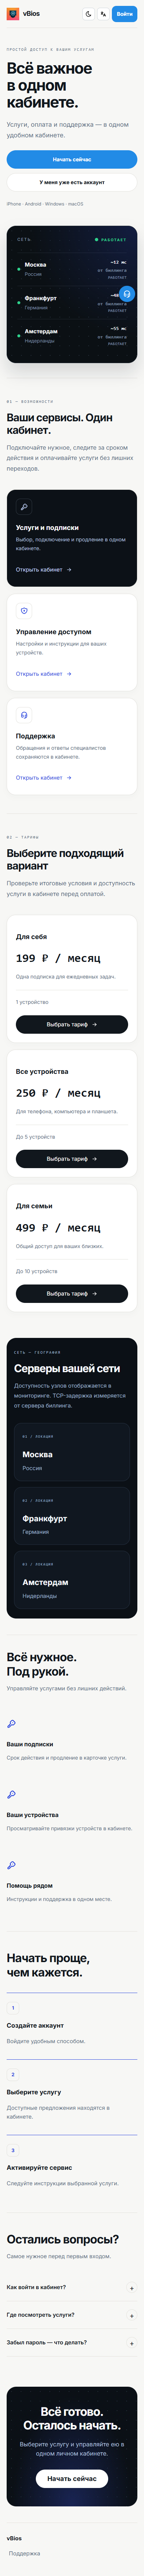 vBios
Войти
ПРОСТОЙ ДОСТУП К ВАШИМ УСЛУГАМ
Всё важное
в одном
кабинете.
Услуги, оплата и поддержка — в одном
удобном кабинете.
Начать сейчас
У меня уже есть аккаунт
iPhone · Android · Windows · macOS
СЕТЬ
РАБОТАЕТ
Москва
Россия
~12 мс
от биллинга
РАБОТАЕТ
Франкфурт
Германия
от биллинга
РАБОТАЕТ
Амстердам
Нидерланды
~55 мс
от биллинга
РАБОТАЕТ
01 — ВОЗМОЖНОСТИ
Ваши сервисы. Один
кабинет.
Подключайте нужное, следите за сроком
действия и оплачивайте услуги без лишних
переходов.
Услуги и подписки
Выбор, подключение и продление в одном
кабинете.
Открыть кабинет →
Управление доступом
Настройки и инструкции для ваших
устройств.
Открыть кабинет →
Поддержка
Обращения и ответы специалистов
сохраняются в кабинете.
Открыть кабинет →
02 — ТАРИФЫ
Выберите подходящий
вариант
Проверьте итоговые условия и доступность
услуги в кабинете перед оплатой.
Для себя
199 ₽ / месяц
Одна подписка для ежедневных задач.
1 устройство
Выбрать тариф →
Все устройства
250 ₽ / месяц
Для телефона, компьютера и планшета.
До 5 устройств
Выбрать тариф →
Для семьи
499 ₽ / месяц
Общий доступ для ваших близких.
До 10 устройств
Выбрать тариф →
СЕТЬ — ГЕОГРАФИЯ
Серверы вашей сети
Доступность узлов отображается в
мониторинге. TCP-задержка измеряется
от сервера биллинга.
01 / ЛОКАЦИЯ
Москва
Россия
02 / ЛОКАЦИЯ
Франкфурт
Германия
03 / ЛОКАЦИЯ
Амстердам
Нидерланды
Всё нужное.
Под рукой.
Управляйте услугами без лишних действий.
Ваши подписки
Срок действия и продление в карточке услуги.
Ваши устройства
Просматривайте привязки устройств в кабинете.
Помощь рядом
Инструкции и поддержка в одном месте.
Начать проще,
чем кажется.
1
Создайте аккаунт
Войдите удобным способом.
2
Выберите услугу
Доступные предложения находятся в
кабинете.
3
Активируйте сервис
Следуйте инструкции выбранной услуги.
Остались вопросы?
Самое нужное перед первым входом.
Как войти в кабинет? +
Где посмотреть услуги? +
Забыл пароль — что делать? +
Всё готово.
Осталось начать.
Выберите услугу и управляйте ею в
одном личном кабинете.
Начать сейчас
vBios
Поддержка